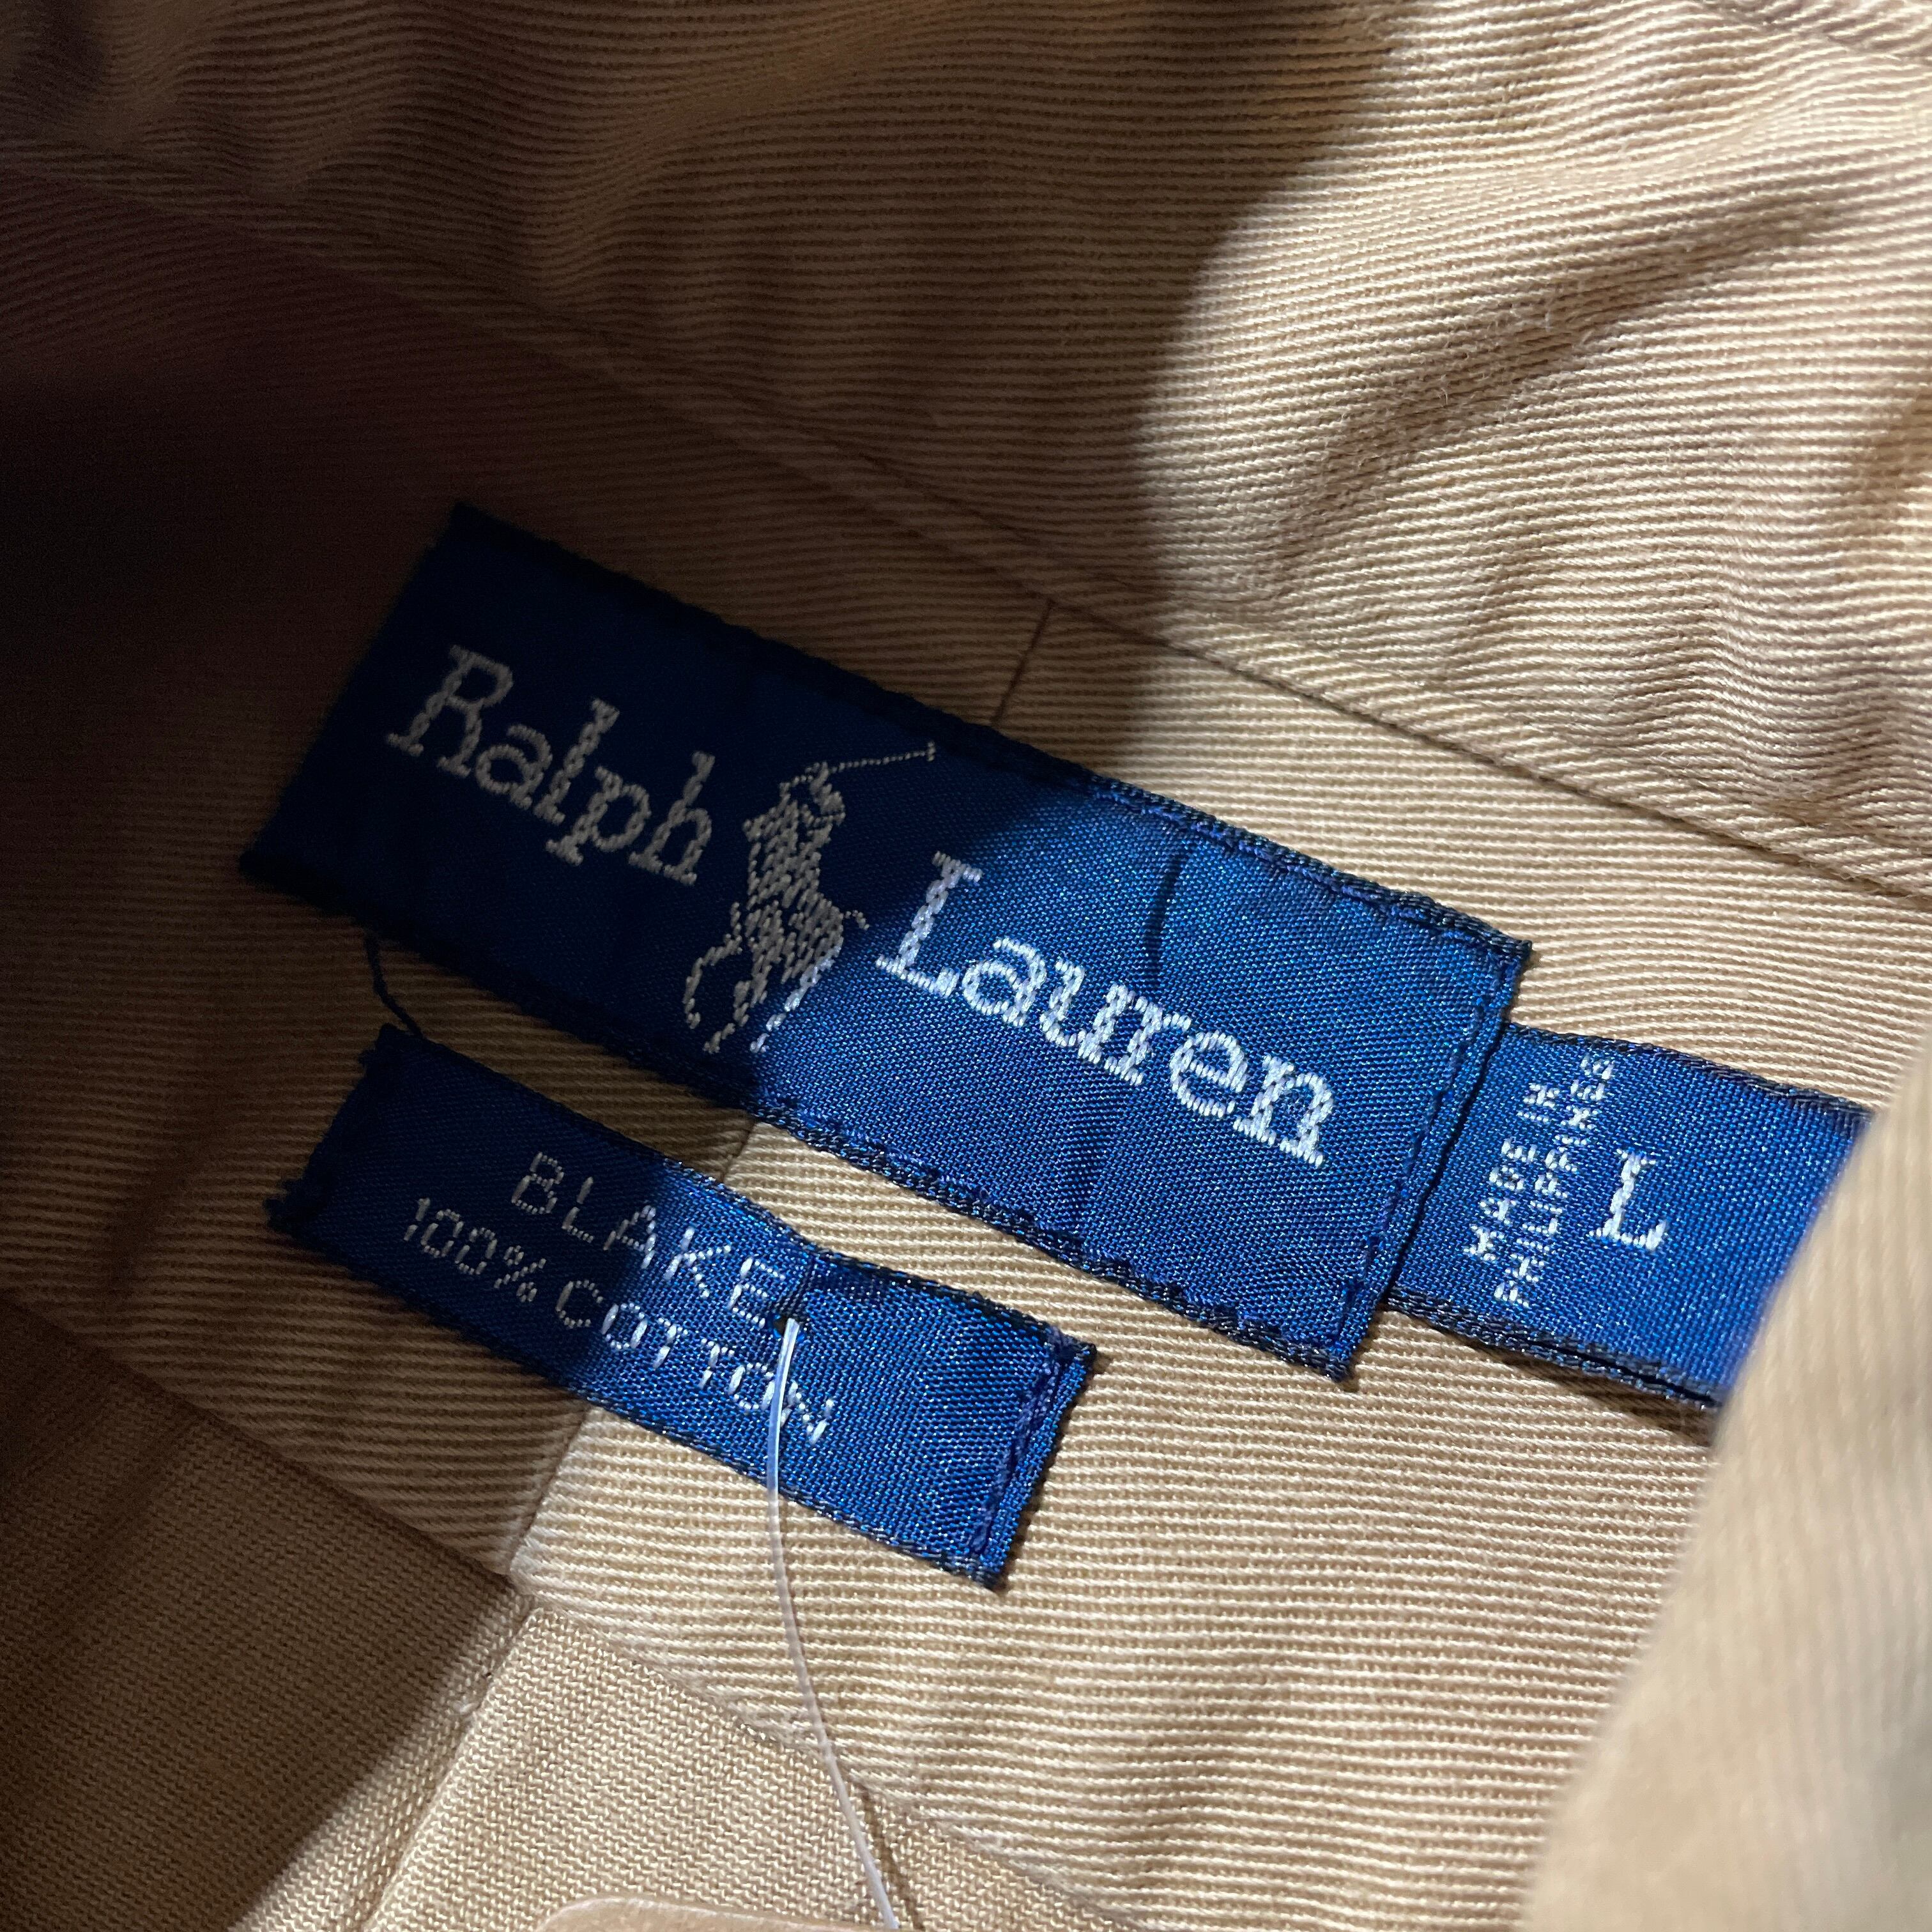 Ralph Lauren
MADE IN
PHILIPPINES
L
BLAKE
100% COTTON